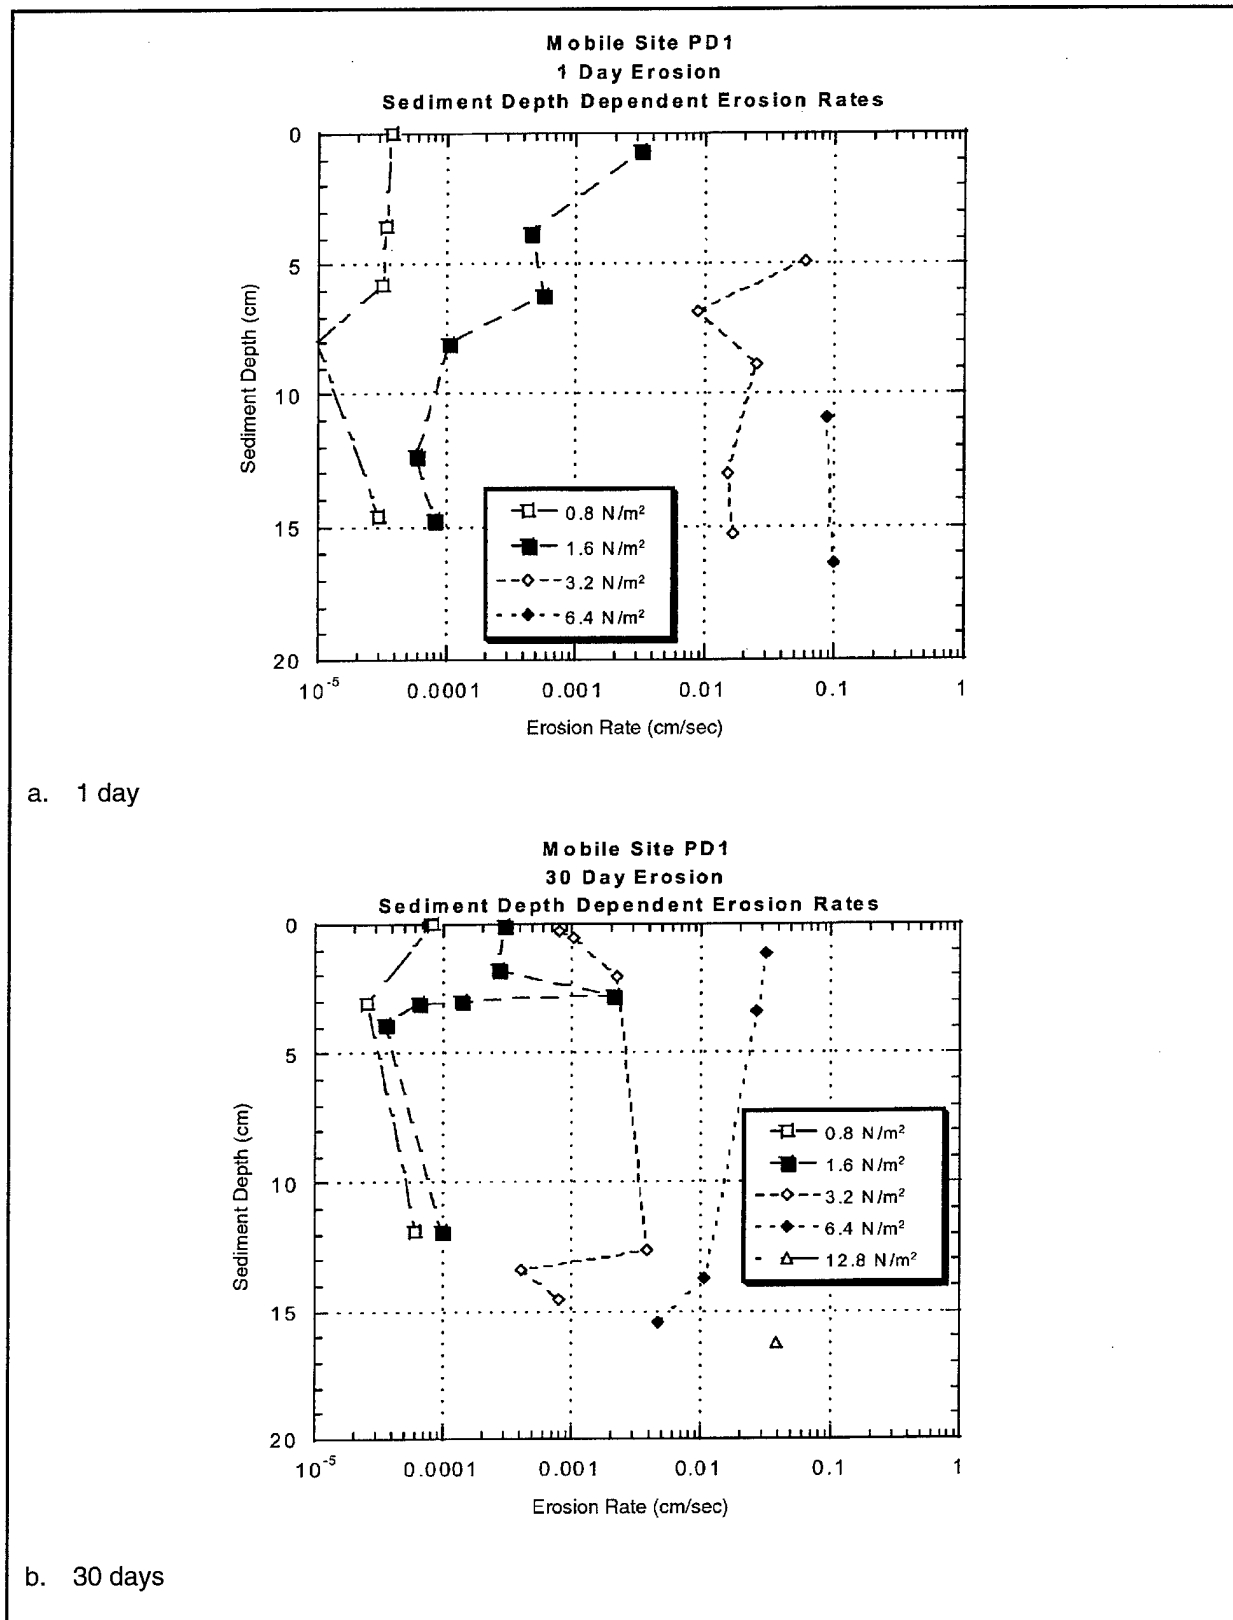 Mobile Site PD1
1 Day Erosion
Sediment Depth Dependent Erosion Rates
0
5
10
15
20
Sediment Depth (cm)
0.8 N/m²
1.6 N/m²
3.2 N/m²
6.4 N/m²
10⁻⁵ 0.0001 0.001 0.01 0.1 1
Erosion Rate (cm/sec)
a. 1 day
Mobile Site PD1
30 Day Erosion
Sediment Depth Dependent Erosion Rates
0
5
10
15
20
Sediment Depth (cm)
0.8 N/m²
1.6 N/m²
3.2 N/m²
6.4 N/m²
12.8 N/m²
10⁻⁵ 0.0001 0.001 0.01 0.1 1
Erosion Rate (cm/sec)
b. 30 days